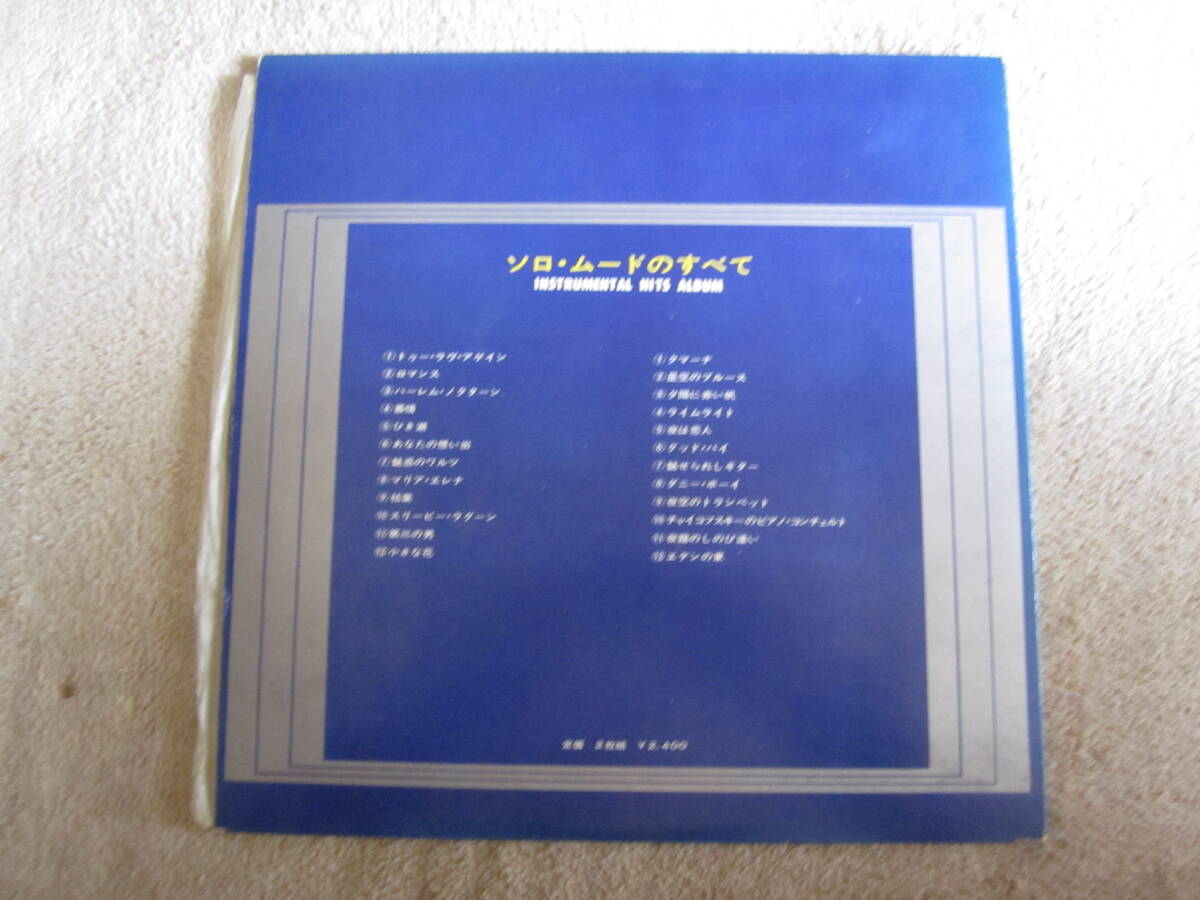 ソロ・ムードのすべて
INSTRUMENTAL HITS ALBUM
①トゥー・ラヴ・アゲイン
②ロマンス
③ハーレム・ノクターン
④慕情
⑤ひき潮
⑥あなたの想い出
⑦魅惑のワルツ
⑧マリア・エレナ
⑨枯葉
⑩スリーピー・ラグーン
⑪第三の男
⑫小さな花
①タマーナ
②星空のブルース
③夕陽に赤い帆
④ライムライト
⑤夜は恋人
⑥グッド・バイ
⑦魅せられしギター
⑧ダニー・ボーイ
⑨夜空のトランペット
⑩チャイコフスキーのピアノ・コンチェルト
⑪夜霧のしのび逢い
⑫エデンの東
定価 2枚組 ￥2,400